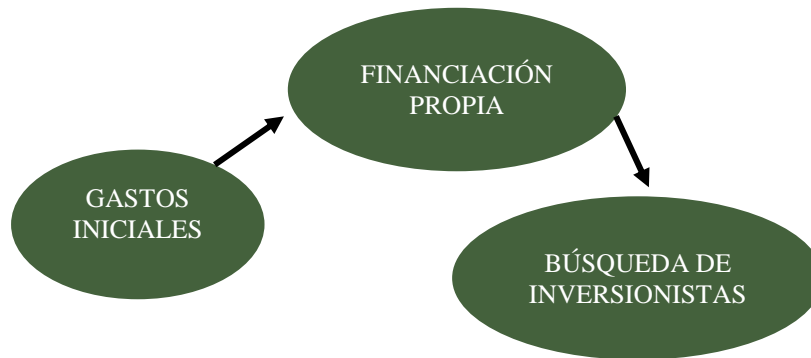 GASTOS
INICIALES
FINANCIACIÓN
PROPIA
BÚSQUEDA DE
INVERSIONISTAS